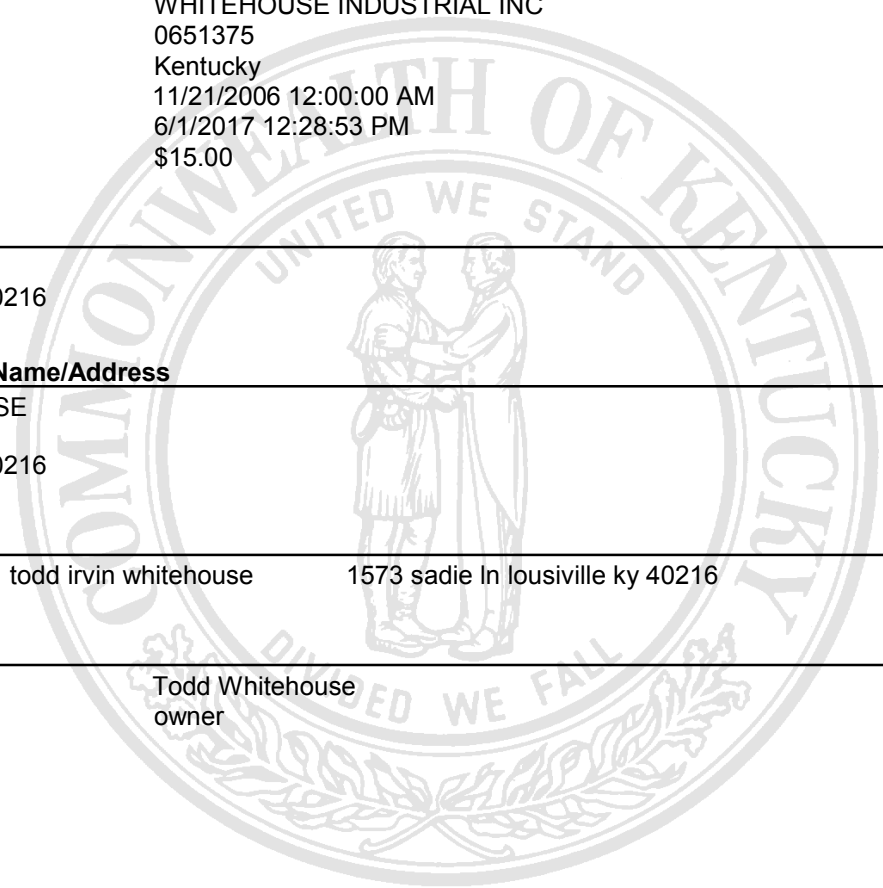 WHITEHOUSE INDUSTRIAL INC
0651375
Kentucky
11/21/2006 12:00:00 AM
6/1/2017 12:28:53 PM
$15.00
COMMONWEALTH OF KENTUCKY
UNITED WE STAND
0216
Name/Address
SE
0216
todd irvin whitehouse 1573 sadie ln lousiville ky 40216
DIVIDED WE FALL
Todd Whitehouse
owner